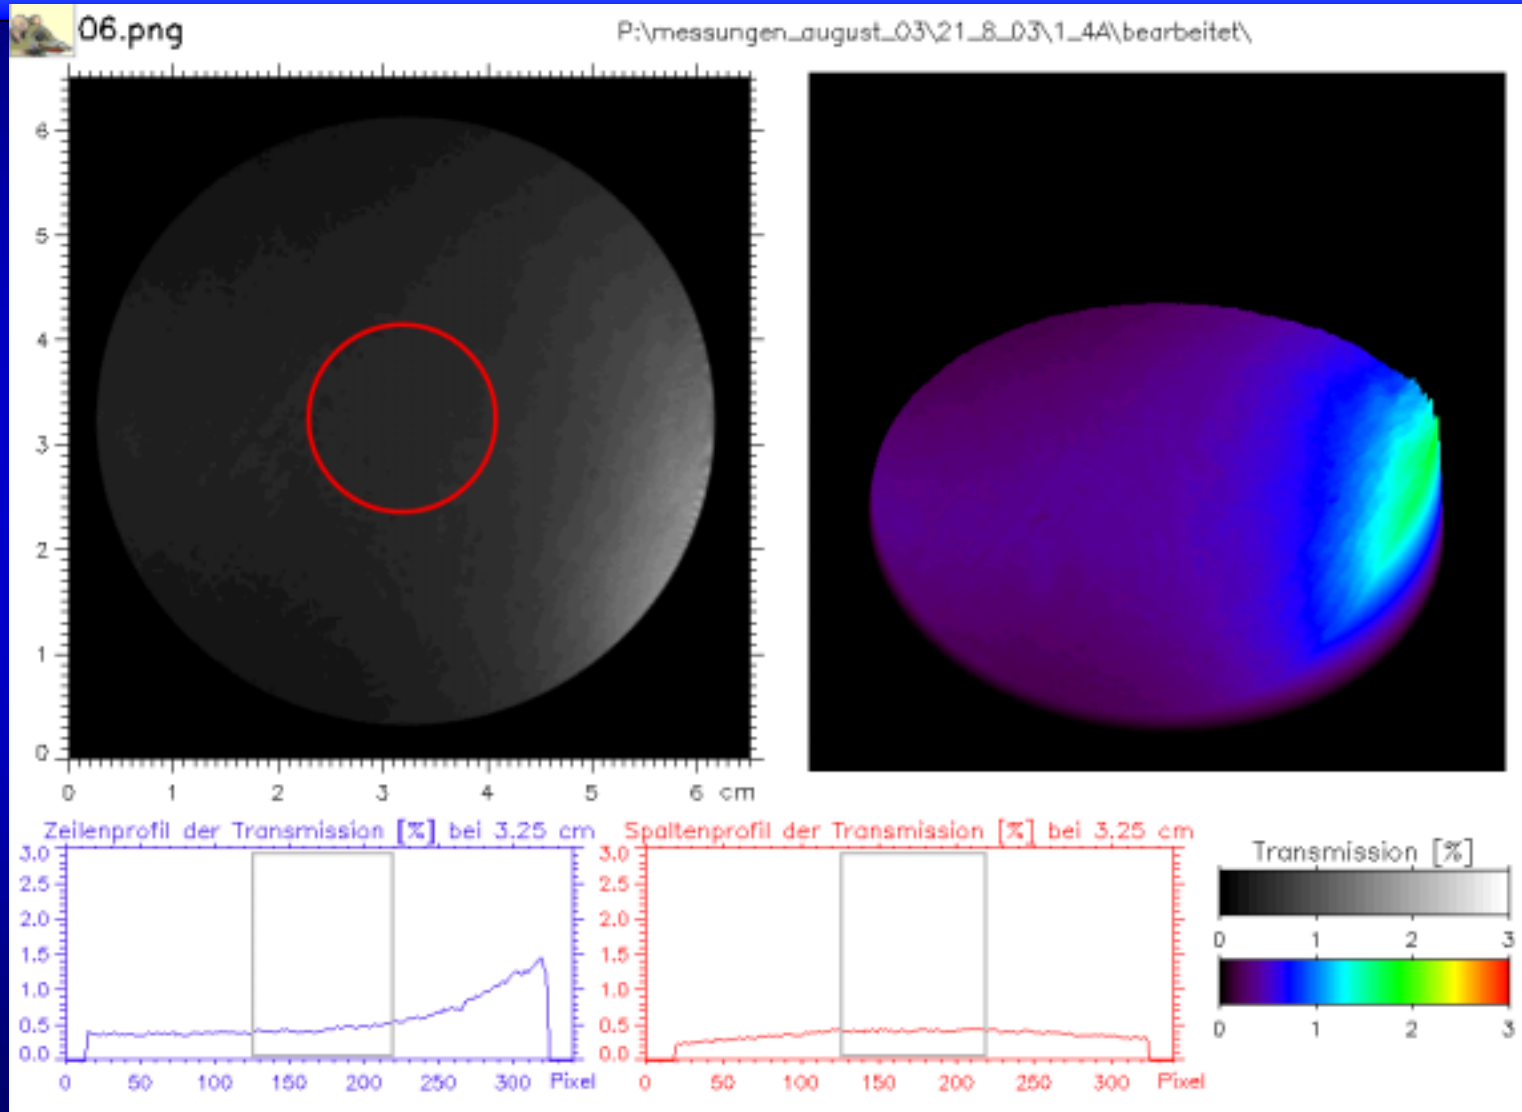 06.png
P:\messungen_august_03\21_8_03\1_4A\bearbeitet\
6
5
4
3
2
1
0
0 1 2 3 4 5 6 cm
Zeilenprofil der Transmission [%] bei 3.25 cm
3.0
2.5
2.0
1.5
1.0
0.5
0.0
0 50 100 150 200 250 300 Pixel
Spaltenprofil der Transmission [%] bei 3.25 cm
3.0
2.5
2.0
1.5
1.0
0.5
0.0
0 50 100 150 200 250 300 Pixel
Transmission [%]
0 1 2 3
0 1 2 3